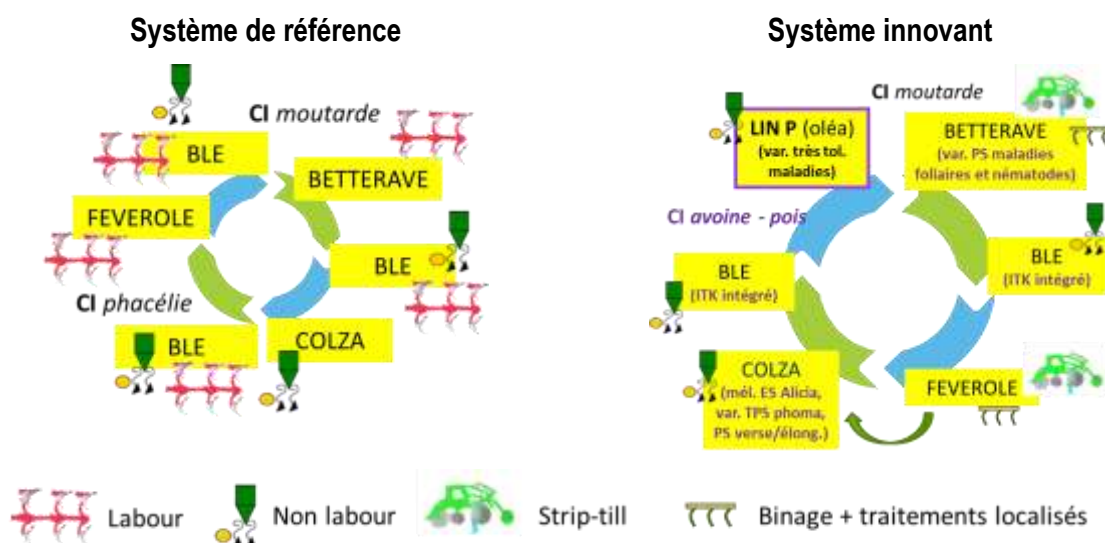 Système de référence
CI moutarde
BLE
BETTERAVE
FEVEROLE
BLE
CI phacélie
BLE
COLZA
Système innovant
CI moutarde
LIN P (oléa)
(var. très tol.
maladies)
BETTERAVE
(var. PS maladies
foliaires et nématodes)
CI avoine - pois
BLE
(ITK intégré)
BLE
(ITK intégré)
COLZA
(mél. ES Alicia,
var. TPS phoma,
PS verse/élong.)
FEVEROLE
Labour
Non labour
Strip-till
Binage + traitements localisés